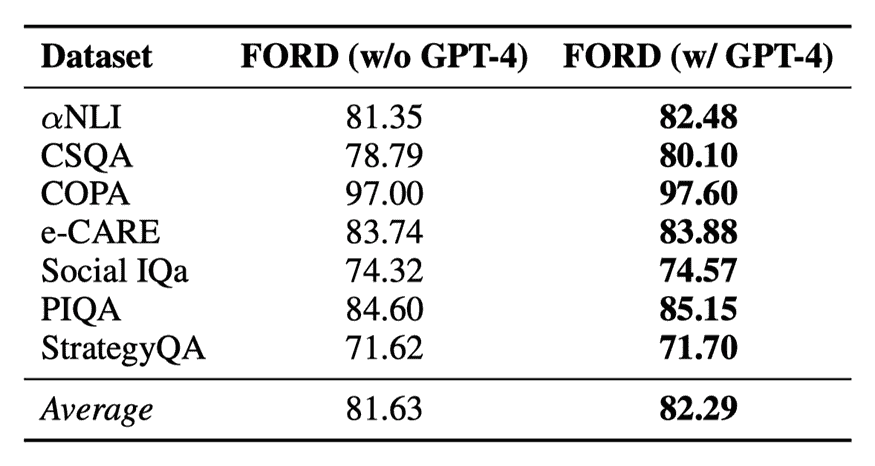 Dataset FORD (w/o GPT-4) FORD (w/ GPT-4)
αNLI 81.35 82.48
CSQA 78.79 80.10
COPA 97.00 97.60
e-CARE 83.74 83.88
Social IQa 74.32 74.57
PIQA 84.60 85.15
StrategyQA 71.62 71.70
Average 81.63 82.29